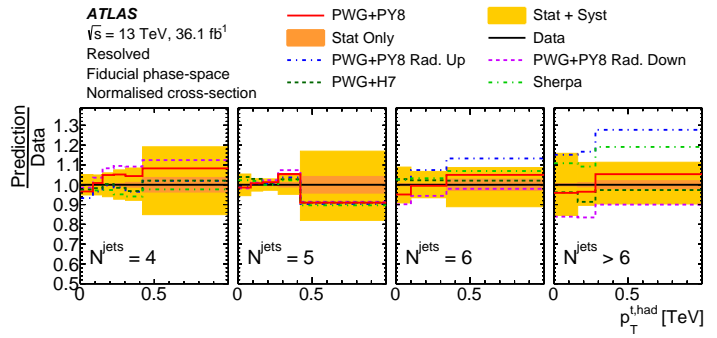 ATLAS
√s = 13 TeV, 36.1 fb¹
Resolved
Fiducial phase-space
Normalised cross-section
PWG+PY8
Stat Only
PWG+PY8 Rad. Up
PWG+H7
Stat + Syst
Data
PWG+PY8 Rad. Down
Sherpa
Prediction
Data
1.3
1.2
1.1
1.0
0.9
0.8
0.7
0.6
0.5
N^jets = 4
N^jets = 5
N^jets = 6
N^jets > 6
0 0.5
0 0.5
0 0.5
0 0.5
p_T^t,had [TeV]